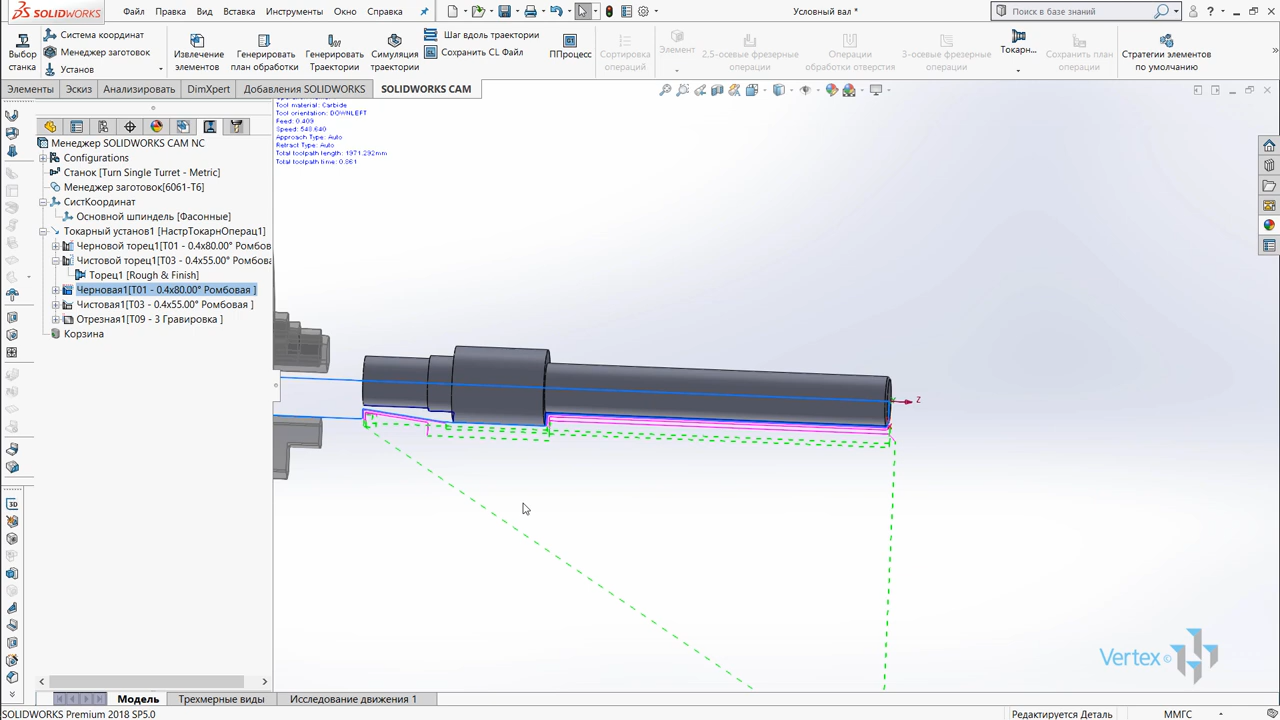 SOLIDWORKS
Файл
Правка
Вид
Вставка
Инструменты
Окно
Справка
Условный вал *
Поиск в базе знаний
Выбор станка
Система координат
Менеджер заготовок
Установ
Извлечение элементов
Генерировать план обработки
Генерировать Траектории
Симуляция траектории
Шаг вдоль траектории
Сохранить CL Файл
ППроцесс
Сортировка операций
Элемент
2.5-осевые фрезерные операции
Операции обработки отверстия
3-осевые фрезерные операции
Токарн...
Сохранить план операции
Стратегии элементов по умолчанию
Элементы
Эскиз
Анализировать
DimXpert
Добавления SOLIDWORKS
SOLIDWORKS CAM
Tool material: Carbide
Tool orientation: DOWNLEFT
Feed: 0.409
Speed: 548.640
Approach Type: Auto
Retract Type: Auto
Total toolpath length: 1971.292mm
Total toolpath time: 0.861
Менеджер SOLIDWORKS CAM NC
Configurations
Станок [Turn Single Turret - Metric]
Менеджер заготовок[6061-T6]
СистКоординат
Основной шпиндель [Фасонные]
Токарный установ1 [НастрТокарнОперац1]
Черновой торец1[T01 - 0.4x80.00° Ромбов
Чистовой торец1[T03 - 0.4x55.00° Ромбова
Торец1 [Rough & Finish]
Черновая1[T01 - 0.4x80.00° Ромбовая ]
Чистовая1[T03 - 0.4x55.00° Ромбовая ]
Отрезная1[T09 - 3 Гравировка ]
Корзина
Z
Vertex ©
Модель
Трехмерные виды
Исследование движения 1
SOLIDWORKS Premium 2018 SP5.0
Редактируется Деталь
ММГС